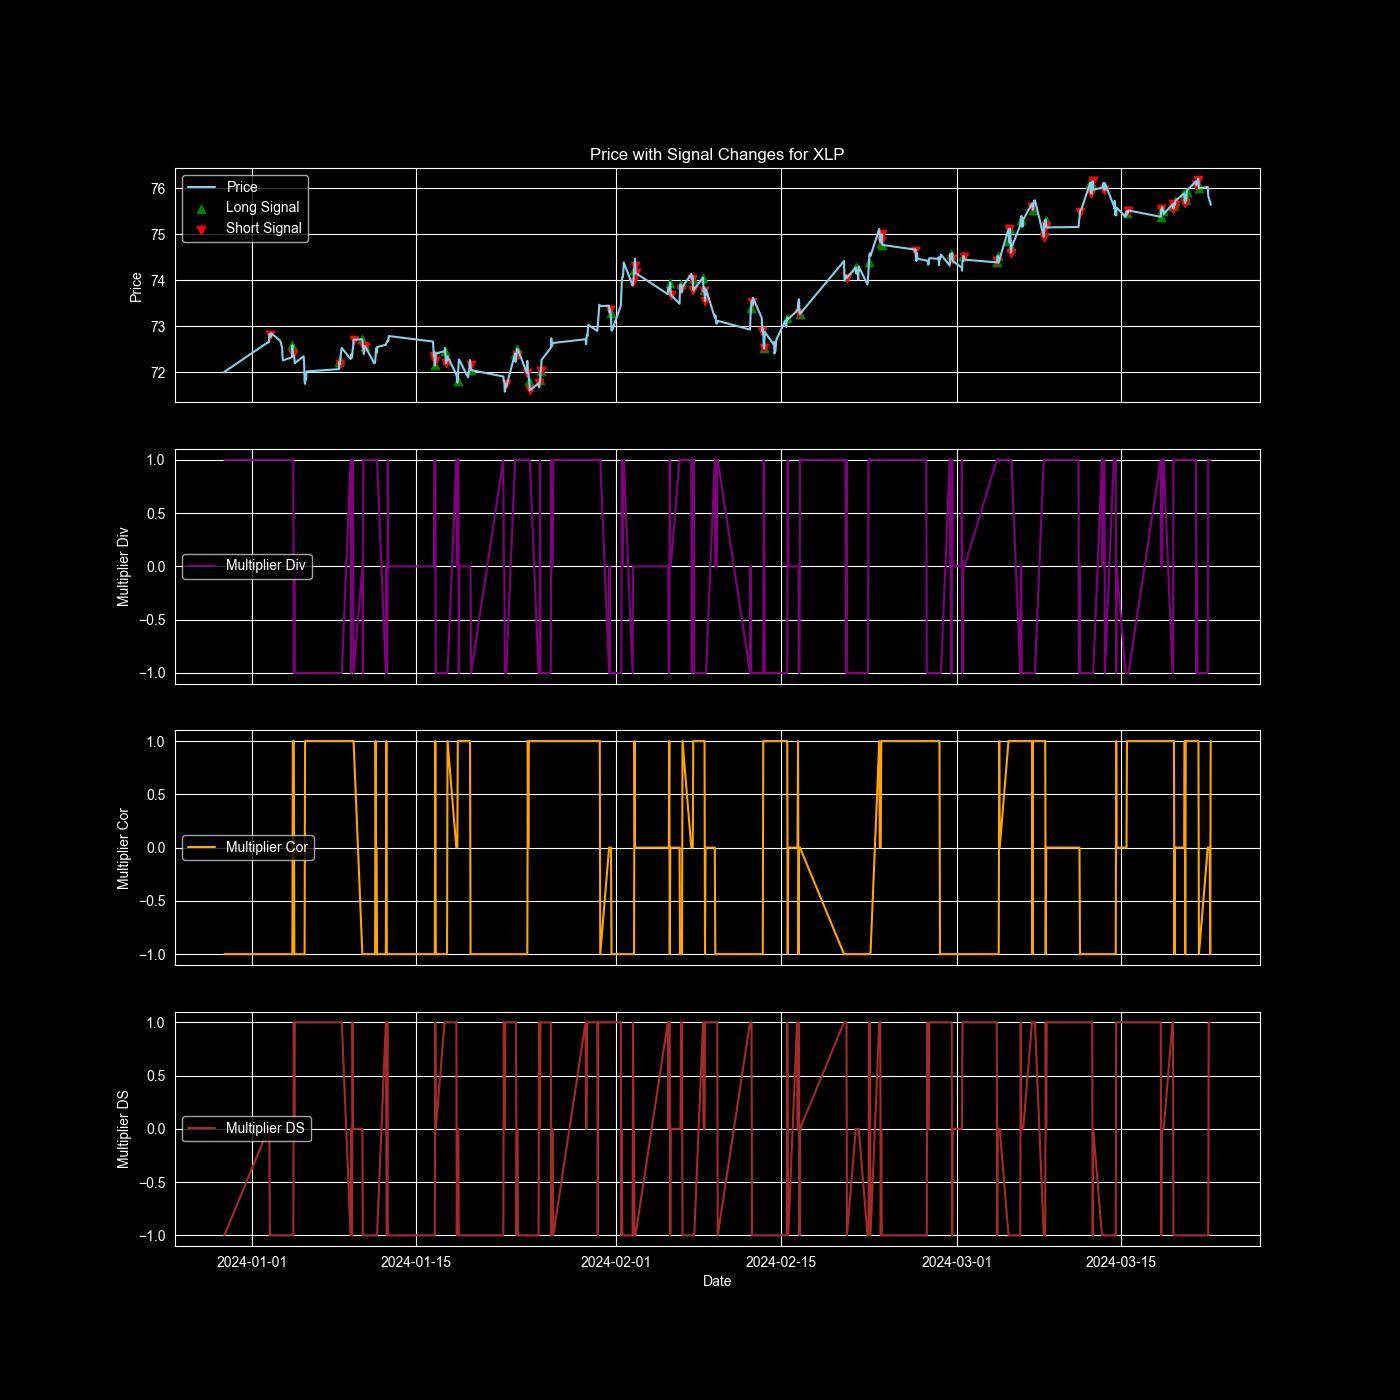 Price with Signal Changes for XLP
Price
Long Signal
Short Signal
Price
76
75
74
73
72
Multiplier Div
Multiplier Div
1.0
0.5
0.0
−0.5
−1.0
Multiplier Cor
Multiplier Cor
1.0
0.5
0.0
−0.5
−1.0
Multiplier DS
Multiplier DS
1.0
0.5
0.0
−0.5
−1.0
2024-01-01 2024-01-15 2024-02-01 2024-02-15 2024-03-01 2024-03-15
Date